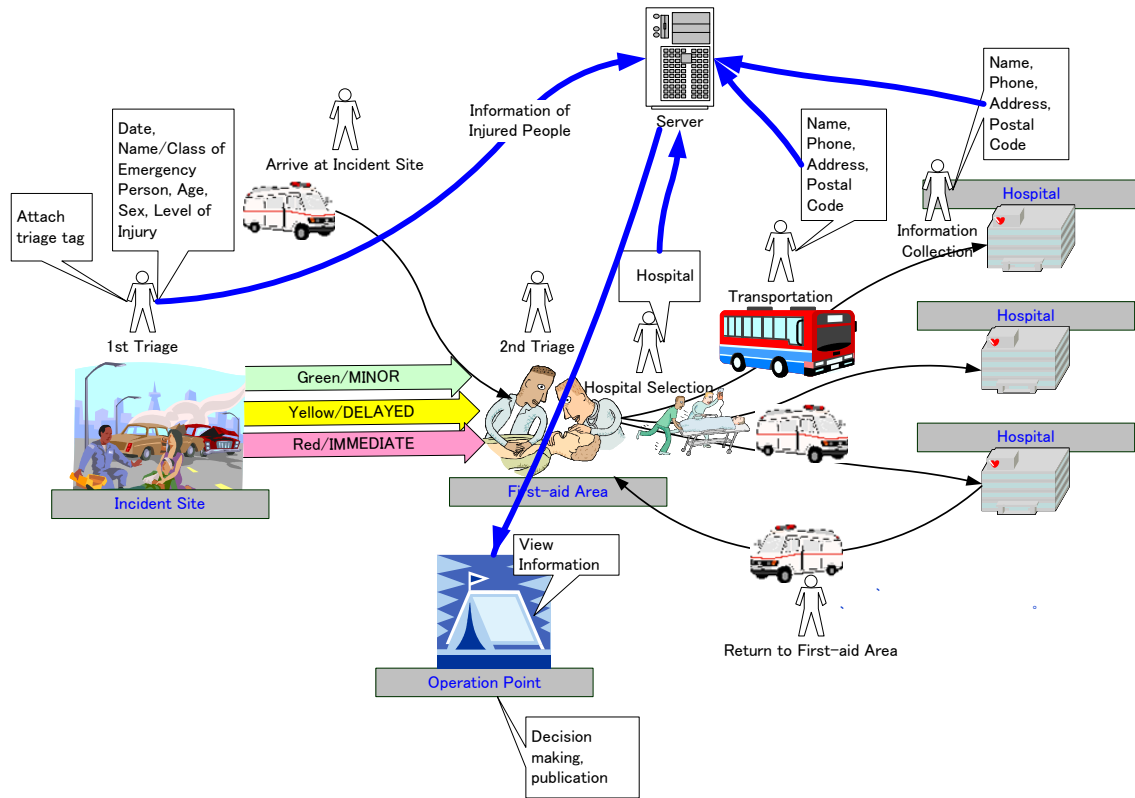 Server
Information of
Injured People
Name,
Phone,
Address,
Postal
Code
Name,
Phone,
Address,
Postal
Code
Date,
Name/Class of
Emergency
Person, Age,
Sex, Level of
Injury
Attach
triage tag
Arrive at Incident Site
1st Triage
2nd Triage
Hospital
Hospital Selection
Transportation
Information
Collection
Hospital
Hospital
Hospital
Green/MINOR
Yellow/DELAYED
Red/IMMEDIATE
Incident Site
First-aid Area
View
Information
Return to First-aid Area
Operation Point
Decision
making,
publication